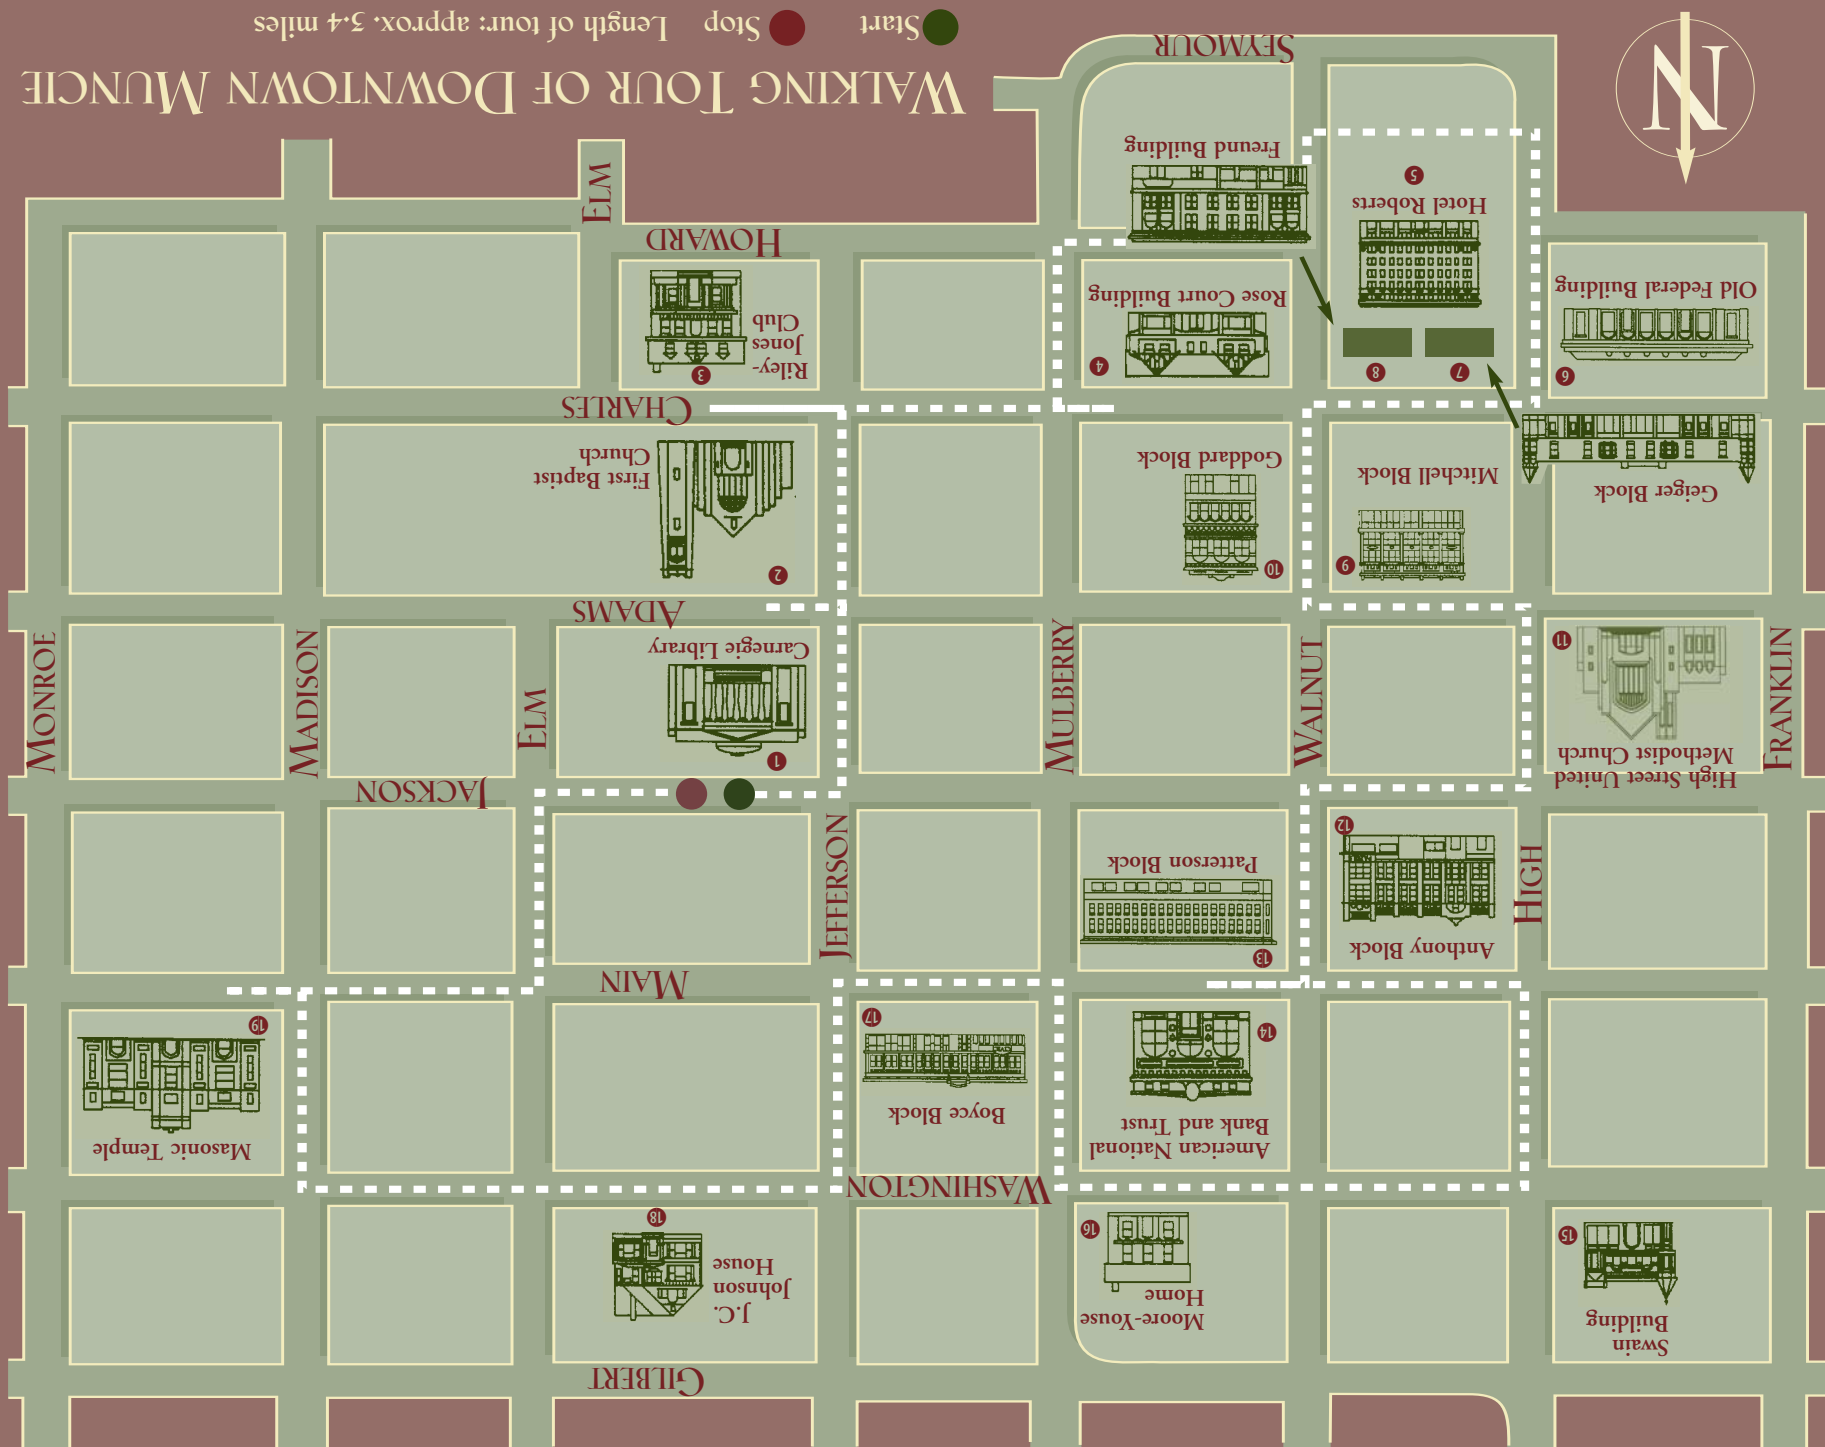 GILBERT
Swain
Building
15
Moore-Youse
Home
16
J.C.
Johnson
House
18
WASHINGTON
American National
Bank and Trust
14
Boyce Block
17
Masonic Temple
19
MAIN
Anthony Block
12
13
Patterson Block
HIGH
JEFFERSON
JACKSON
High Street United
Methodist Church
11
1
Carnegie Library
FRANKLIN
WALNUT
MULBERRY
ELM
MADISON
MONROE
ADAMS
Geiger Block
Mitchell Block
9
10
Goddard Block
2
First Baptist
Church
CHARLES
6
Old Federal Building
7
8
Hotel Roberts
5
4
Rose Court Building
3
Riley-
Jones
Club
HOWARD
ELM
Freund Building
SEYMOUR
N
WALKING TOUR OF DOWNTOWN MUNCIE
Start
Stop
Length of tour: approx. 3.4 miles